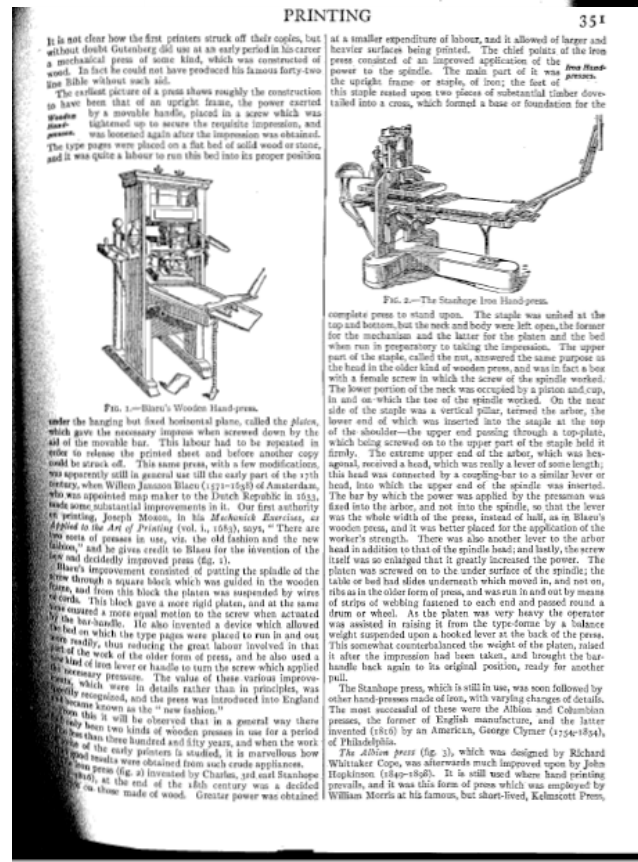 PRINTING
351
It is not clear how the first printers struck off their copies, but
without doubt Gutenberg did use at an early period in his career
a mechanical press of some kind, which was constructed of
wood. In fact he could not have produced his famous forty-two
line Bible without such aid.
The earliest picture of a press shows roughly the construction
to have been that of an upright frame, the power exerted
Wooden
Hand-
presses.
by a movable handle, placed in a screw which was
tightened up to secure the requisite impression, and
was loosened again after the impression was obtained.
The type pages were placed on a flat bed of solid wood or stone,
and it was quite a labour to run this bed into its proper position
FIG. 1.—Blaeu's Wooden Hand-press.
under the hanging but fixed horizontal plane, called the platen,
which gave the necessary impress when screwed down by the
aid of the movable bar. This labour had to be repeated in
order to release the printed sheet and before another copy
could be struck off. This same press, with a few modifications,
was apparently still in general use till the early part of the 17th
century, when Willem Janszon Blaeu (1571-1638) of Amsterdam,
who was appointed map maker to the Dutch Republic in 1633,
made some substantial improvements in it. Our first authority
on printing, Joseph Moxon, in his Mechanick Exercises, as
Applied to the Art of Printing (vol. i., 1683), says, " There are
two sorts of presses in use, viz. the old fashion and the new
fashion," and he gives credit to Blaeu for the invention of the
new and decidedly improved press (fig. 1).
Blaeu's improvement consisted of putting the spindle of the
screw through a square block which was guided in the wooden
frame, and from this block the platen was suspended by wires
or cords. This block gave a more rigid platen, and at the same
time ensured a more equal motion to the screw when actuated
by the bar-handle. He also invented a device which allowed
the bed on which the type pages were placed to run in and out
more readily, thus reducing the great labour involved in that
part of the work of the older form of press, and he also used a
new kind of iron lever or handle to turn the screw which applied
the necessary pressure. The value of these various improve-
ments, which were in details rather than in principles, was
speedily recognized, and the press was introduced into England
and became known as the " new fashion."
From this it will be observed that in a general way there
had only been two kinds of wooden presses in use for a period
of no less than three hundred and fifty years, and when the work
of the early printers is studied, it is marvellous how
good results were obtained from such crude appliances.
The iron press (fig. 2) invented by Charles, 3rd earl Stanhope
at the end of the 18th century was a decided
on those made of wood. Greater power was obtained
at a smaller expenditure of labour, and it allowed of larger and
heavier surfaces being printed. The chief points of the iron
press consisted of an improved application of the
power to the spindle. The main part of it was
Iron Hand-
presses.
the upright frame or staple, of iron; the feet of
this staple rested upon two pieces of substantial timber dove-
tailed into a cross, which formed a base or foundation for the
FIG. 2.—The Stanhope Iron Hand-press.
complete press to stand upon. The staple was united at the
top and bottom, but the neck and body were left open, the former
for the mechanism and the latter for the platen and the bed
when run in preparatory to taking the impression. The upper
part of the staple, called the nut, answered the same purpose as
the head in the older kind of wooden press, and was in fact a box
with a female screw in which the screw of the spindle worked.
The lower portion of the neck was occupied by a piston and cup,
in and on which the toe of the spindle worked. On the near
side of the staple was a vertical pillar, termed the arbor, the
lower end of which was inserted into the staple at the top
of the shoulder—the upper end passing through a top-plate,
which being screwed on to the upper part of the staple held it
firmly. The extreme upper end of the arbor, which was hex-
agonal, received a head, which was really a lever of some length;
this head was connected by a coupling-bar to a similar lever or
head, into which the upper end of the spindle was inserted.
The bar by which the power was applied by the pressman was
fixed into the arbor, and not into the spindle, so that the lever
was the whole width of the press, instead of half, as in Blaeu's
wooden press, and it was better placed for the application of the
worker's strength. There was also another lever to the arbor
head in addition to that of the spindle head; and lastly, the screw
itself was so enlarged that it greatly increased the power. The
platen was screwed on to the under surface of the spindle; the
table or bed had slides underneath which moved in, and not on,
ribs as in the older form of press, and was run in and out by means
of strips of webbing fastened to each end and passed round a
drum or wheel. As the platen was very heavy the operator
was assisted in raising it from the type-forme by a balance
weight suspended upon a hooked lever at the back of the press.
This somewhat counterbalanced the weight of the platen, raised
it after the impression had been taken, and brought the bar-
handle back again to its original position, ready for another
pull.
The Stanhope press, which is still in use, was soon followed by
other hand-presses made of iron, with varying changes of details.
The most successful of these were the Albion and Columbian
presses, the former of English manufacture, and the latter
invented (1816) by an American, George Clymer (1754-1834),
of Philadelphia.
The Albion press (fig. 3), which was designed by Richard
Whittaker Cope, was afterwards much improved upon by John
Hopkinson (1849-1898). It is still used where hand printing
prevails, and it was this form of press which was employed by
William Morris at his famous, but short-lived, Kelmscott Press,